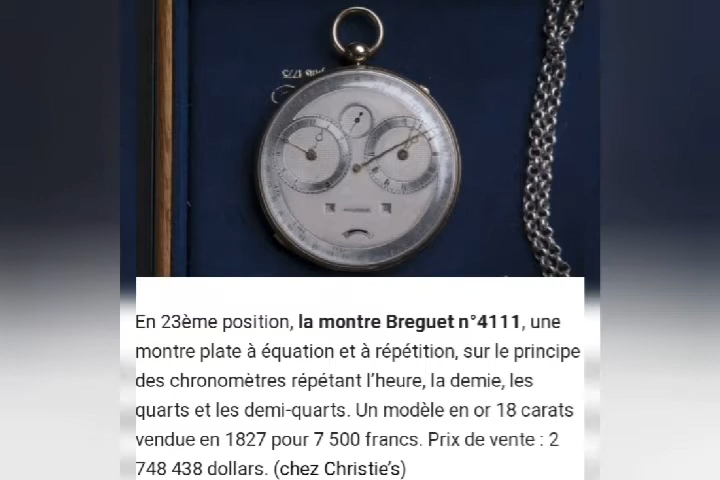 En 23ème position, la montre Breguet n°4111, une
montre plate à équation et à répétition, sur le principe
des chronomètres répétant l'heure, la demie, les
quarts et les demi-quarts. Un modèle en or 18 carats
vendue en 1827 pour 7 500 francs. Prix de vente : 2
748 438 dollars. (chez Christie's)